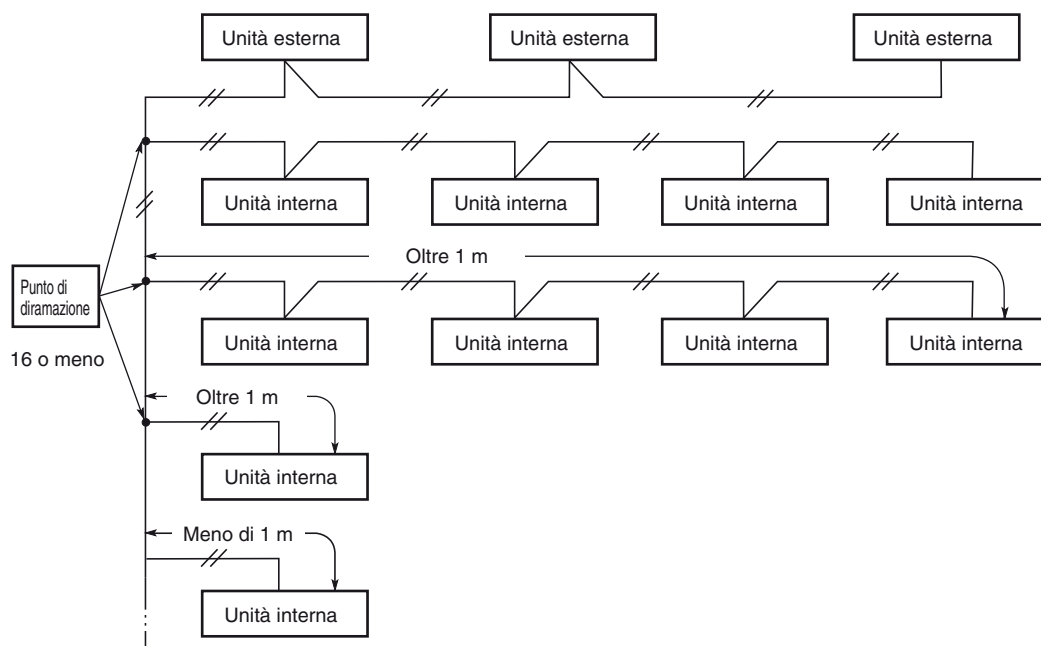 Unità esterna
Unità esterna
Unità esterna
Unità interna
Unità interna
Unità interna
Unità interna
Oltre 1 m
Punto di
diramazione
16 o meno
Unità interna
Unità interna
Unità interna
Unità interna
Oltre 1 m
Unità interna
Meno di 1 m
Unità interna